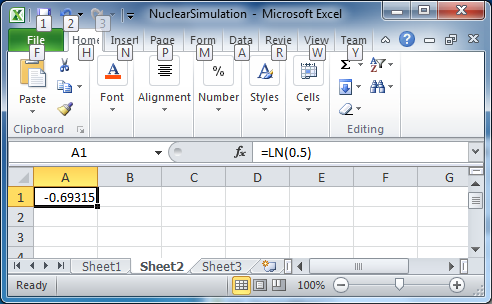 NuclearSimulation - Microsoft Excel
1 2 3
File Home Insert Page Form Data Revie View Team
F H N P M A R W Y
Paste Font Alignment Number Styles Cells
Clipboard Editing
A1 fx =LN(0.5)
A B C D E F G
1 -0.69315
2
3
4
Sheet1 Sheet2 Sheet3
Ready 100%